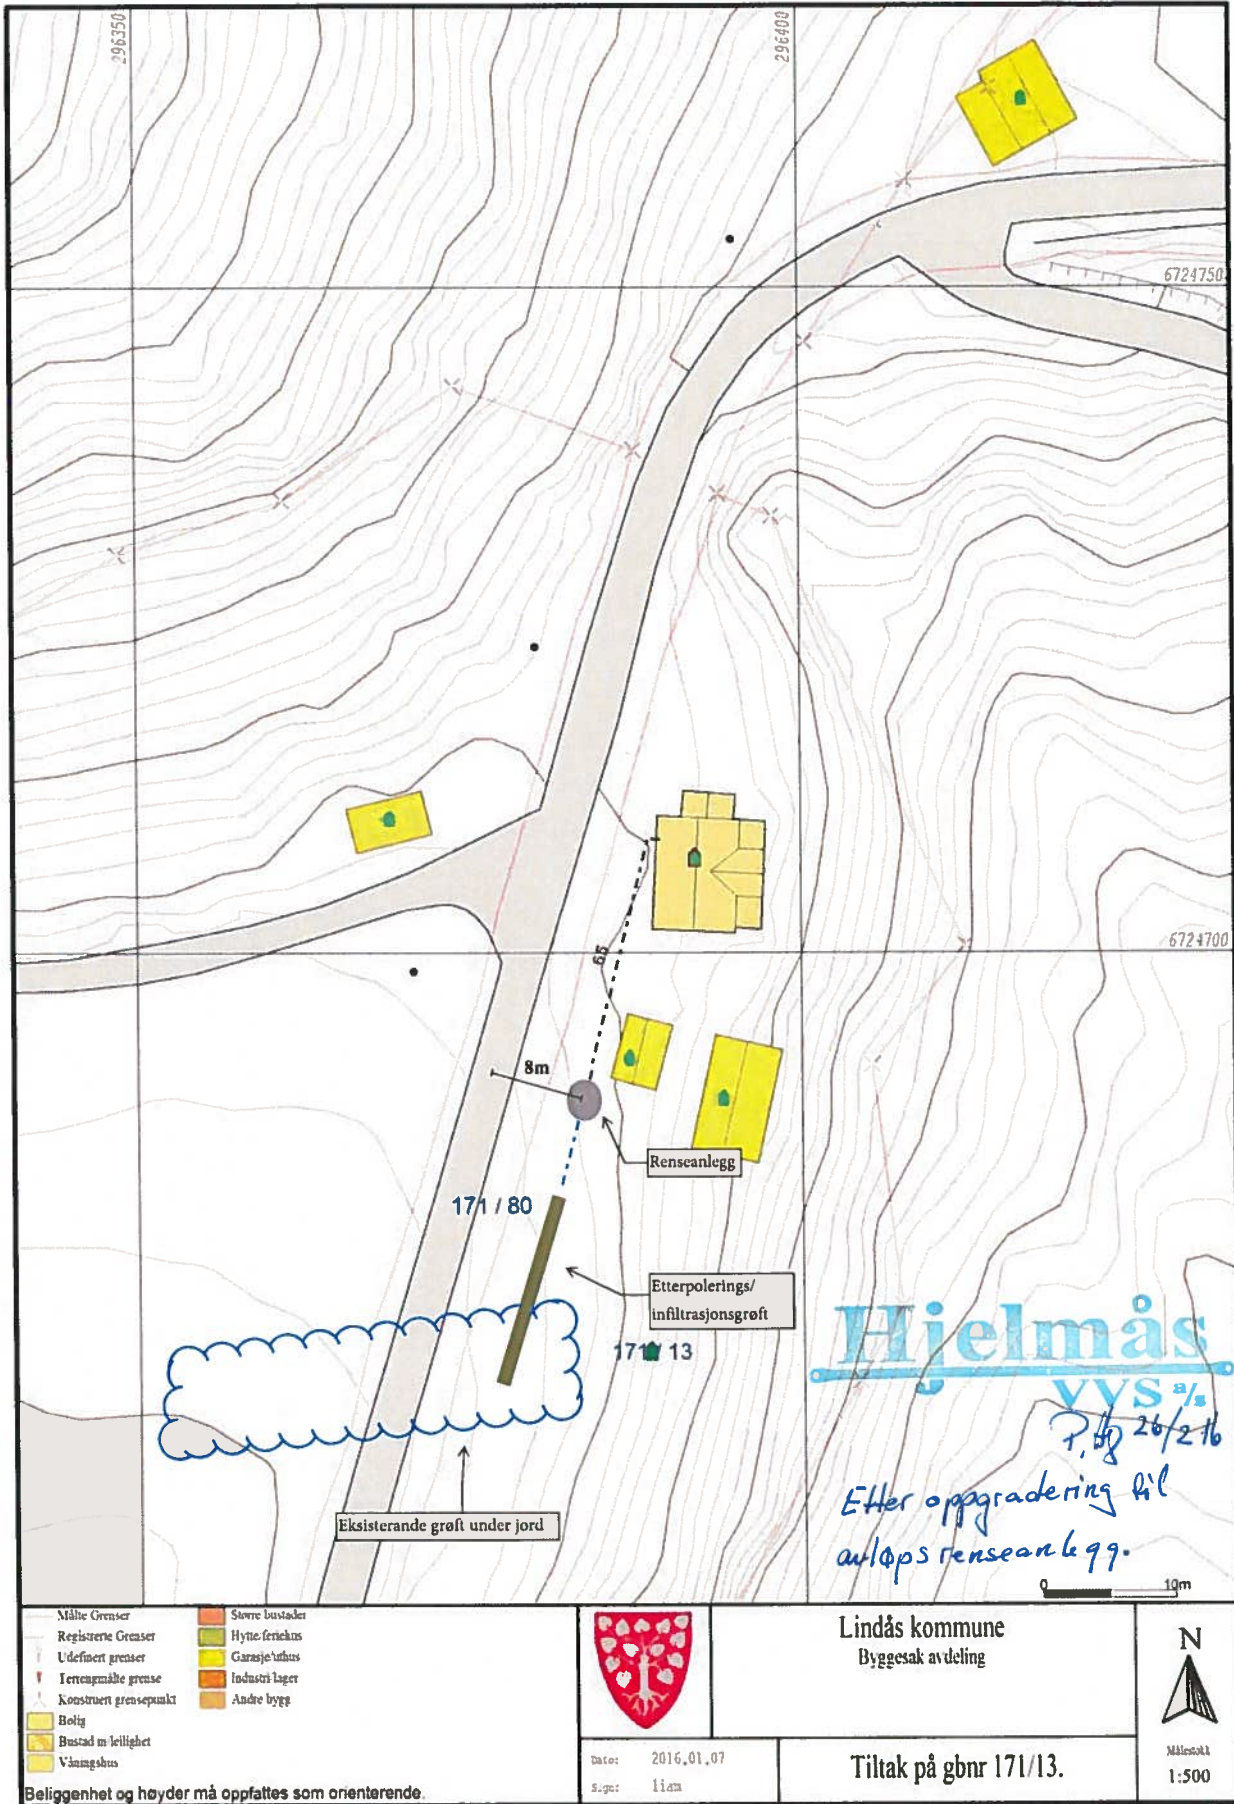 296350
296400
6724750
6724700
65
8m
Renseanlegg
171 / 80
Etterpolerings/
infiltrasjonsgrøft
171 / 13
Hjelmås
VVS a/s
26/2 16
Etter oppgradering til
avløpsrenseanlegg.
Eksisterande grøft under jord
0 10m
Målte Grenser
Registrerte Grenser
Udefinert grenser
Terrengmålte grense
Konstruert grensepunkt
Bolig
Bustad m/leilighet
Våningshus
Større bustader
Hytte/feriehus
Garasje/uthus
Industri/lager
Andre bygg
Beliggenhet og høyder må oppfattes som orienterende.
Lindås kommune
Byggesak avdeling
Dato: 2016.01.07
Sign:
Tiltak på gbnr 171/13.
N
Målestokk
1:500